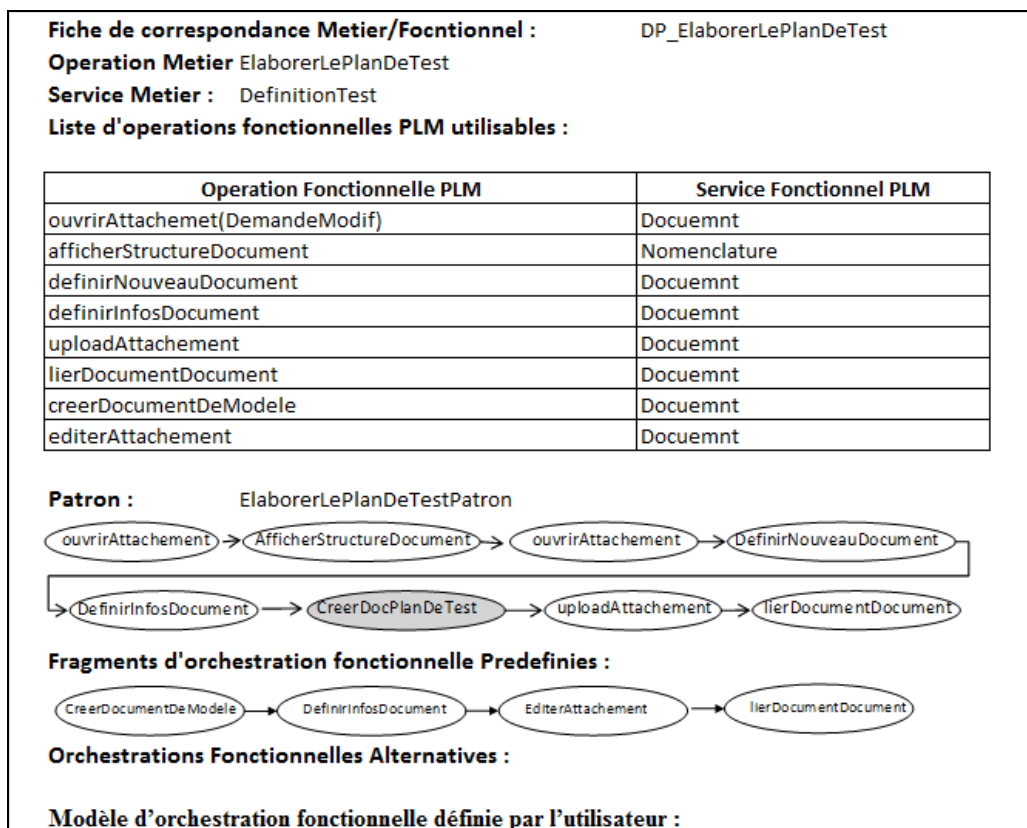 Fiche de correspondance Metier/Focntionnel : DP_ElaborerLePlanDeTest
Operation Metier ElaborerLePlanDeTest
Service Metier : DefinitionTest
Liste d'operations fonctionnelles PLM utilisables :
Operation Fonctionnelle PLM Service Fonctionnel PLM
ouvrirAttachemet(DemandeModif) Docuemnt
afficherStructureDocument Nomenclature
definirNouveauDocument Docuemnt
definirInfosDocument Docuemnt
uploadAttachement Docuemnt
lierDocumentDocument Docuemnt
creerDocumentDeModele Docuemnt
editerAttachement Docuemnt
Patron : ElaborerLePlanDeTestPatron
ouvrirAttachement AfficherStructureDocument ouvrirAttachement DefinirNouveauDocument
DefinirInfosDocument CreerDocPlanDeTest uploadAttachement lierDocumentDocument
Fragments d'orchestration fonctionnelle Predefinies :
CreerDocumentDeModele DefinirInfosDocument EditerAttachement lierDocumentDocument
Orchestrations Fonctionnelles Alternatives :
Modèle d'orchestration fonctionnelle définie par l'utilisateur :